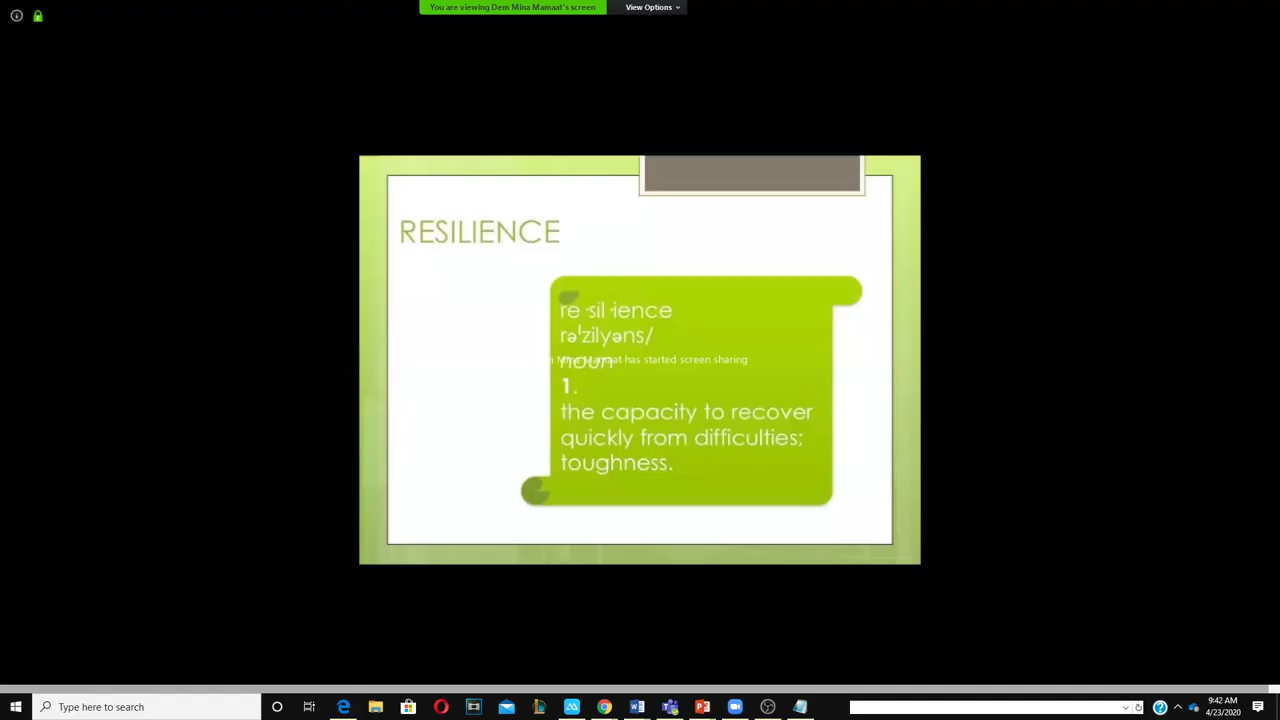 You are viewing Dem Mina Mamaat's screen
View Options
RESILIENCE
re·sil·ience
rəˈzilyəns/
noun
Mina Mamaat has started screen sharing
1.
the capacity to recover
quickly from difficulties;
toughness.
Type here to search
9:42 AM
4/23/2020